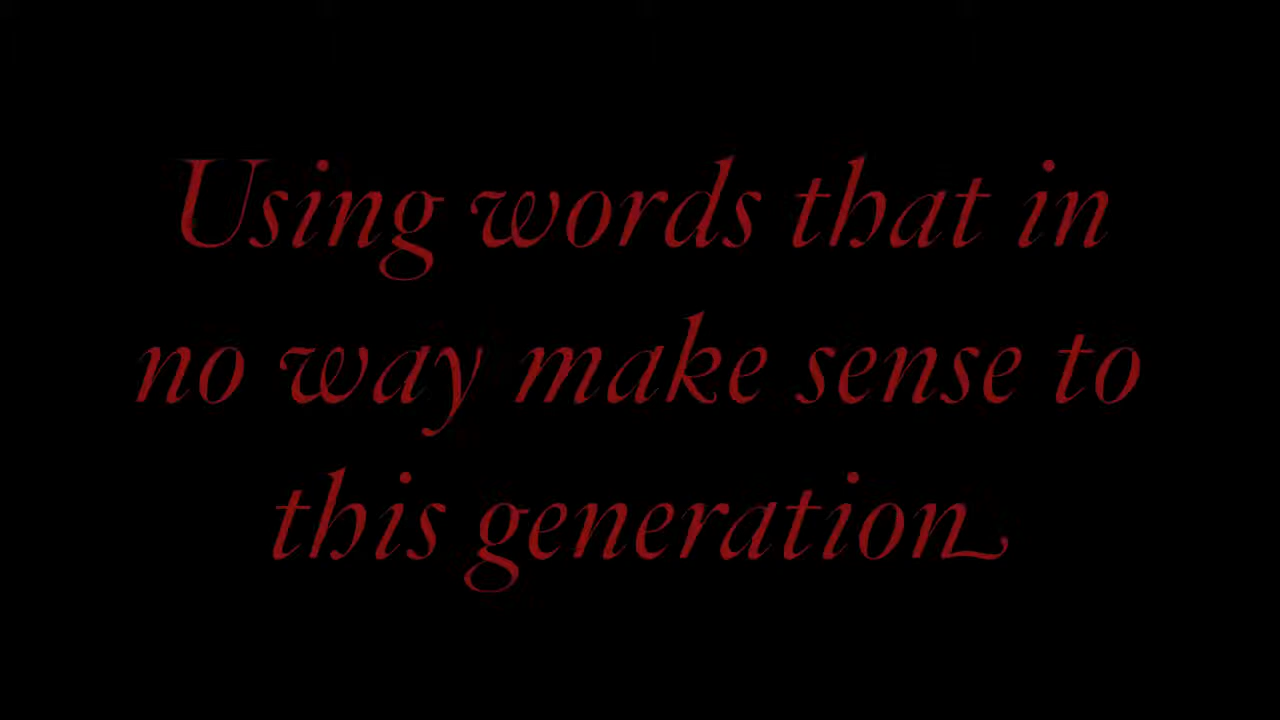 Using words that in
no way make sense to
this generation